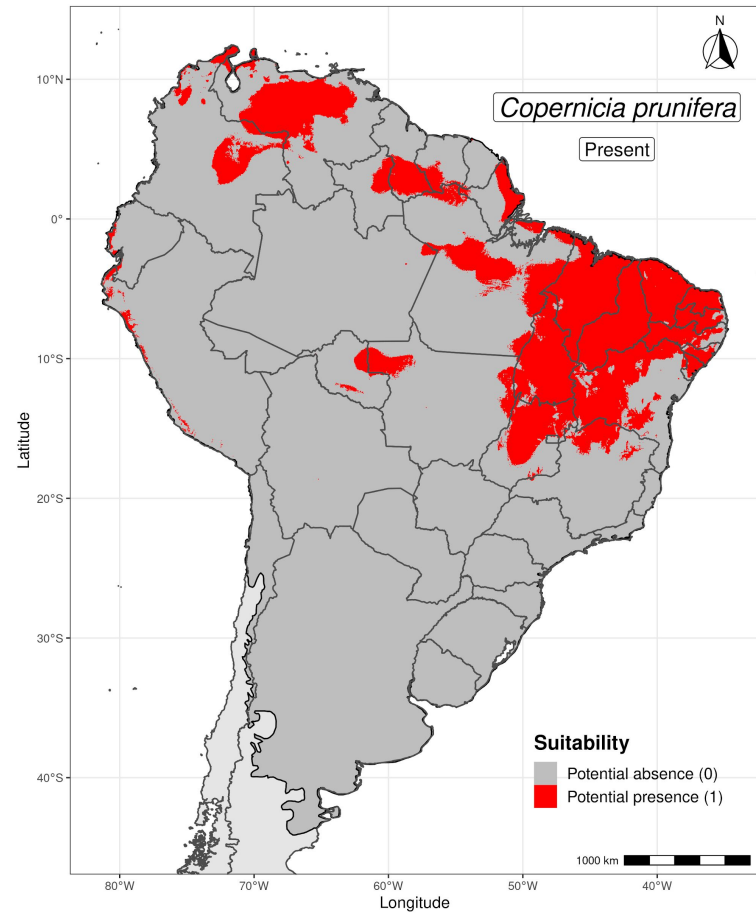 N
Copernicia prunifera
Present
10°N
0°
10°S
20°S
30°S
40°S
Latitude
Suitability
Potential absence (0)
Potential presence (1)
1000 km
80°W
70°W
60°W
50°W
40°W
Longitude